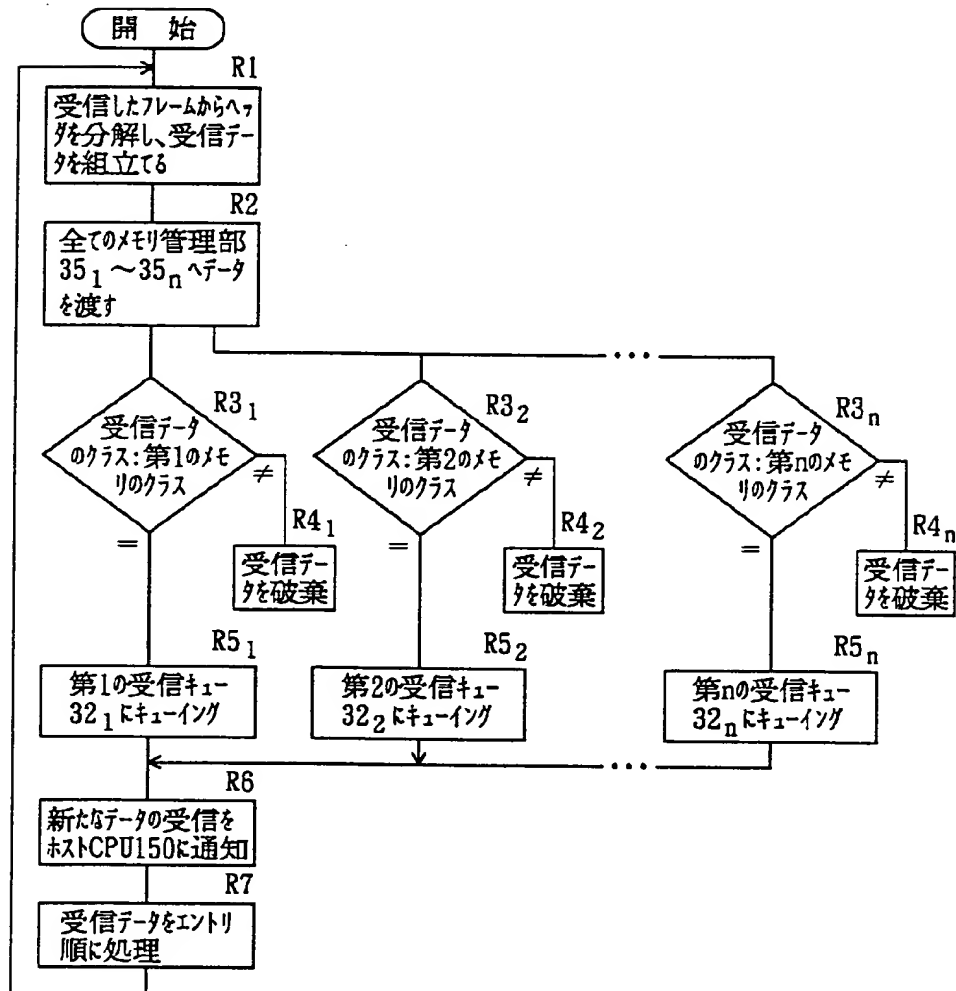 開 始
R1
受信したフレームからヘッ
ダを分解し、受信デー
タを組立てる
R2
全てのメモリ管理部
35₁～35ₙへデータ
を渡す
R3₁
受信データ
のクラス:第1のメモ
リのクラス
≠
=
R4₁
受信デー
タを破棄
R3₂
受信データ
のクラス:第2のメモ
リのクラス
≠
=
R4₂
受信デー
タを破棄
…
R3ₙ
受信データ
のクラス:第nのメモ
リのクラス
≠
=
R4ₙ
受信デー
タを破棄
R5₁
第1の受信キュー
32₁にキューイング
R5₂
第2の受信キュー
32₂にキューイング
R5ₙ
第nの受信キュー
32ₙにキューイング
…
R6
新たなデータの受信を
ホストCPU150に通知
R7
受信データをエントリ
順に処理